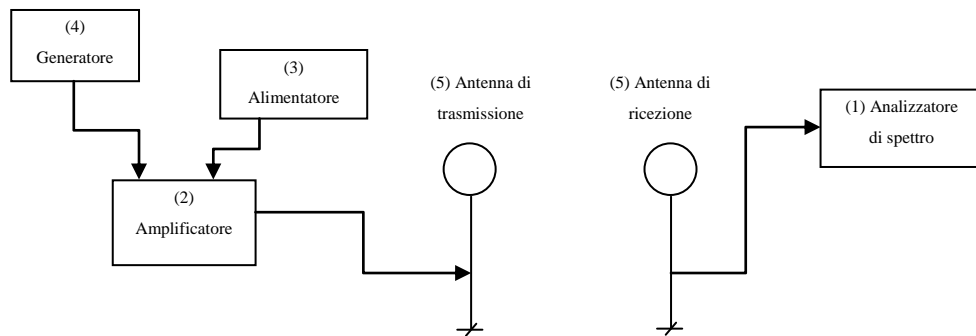 (4)
Generatore
(3)
Alimentatore
(5) Antenna di
trasmissione
(5) Antenna di
ricezione
(1) Analizzatore
di spettro
(2)
Amplificatore